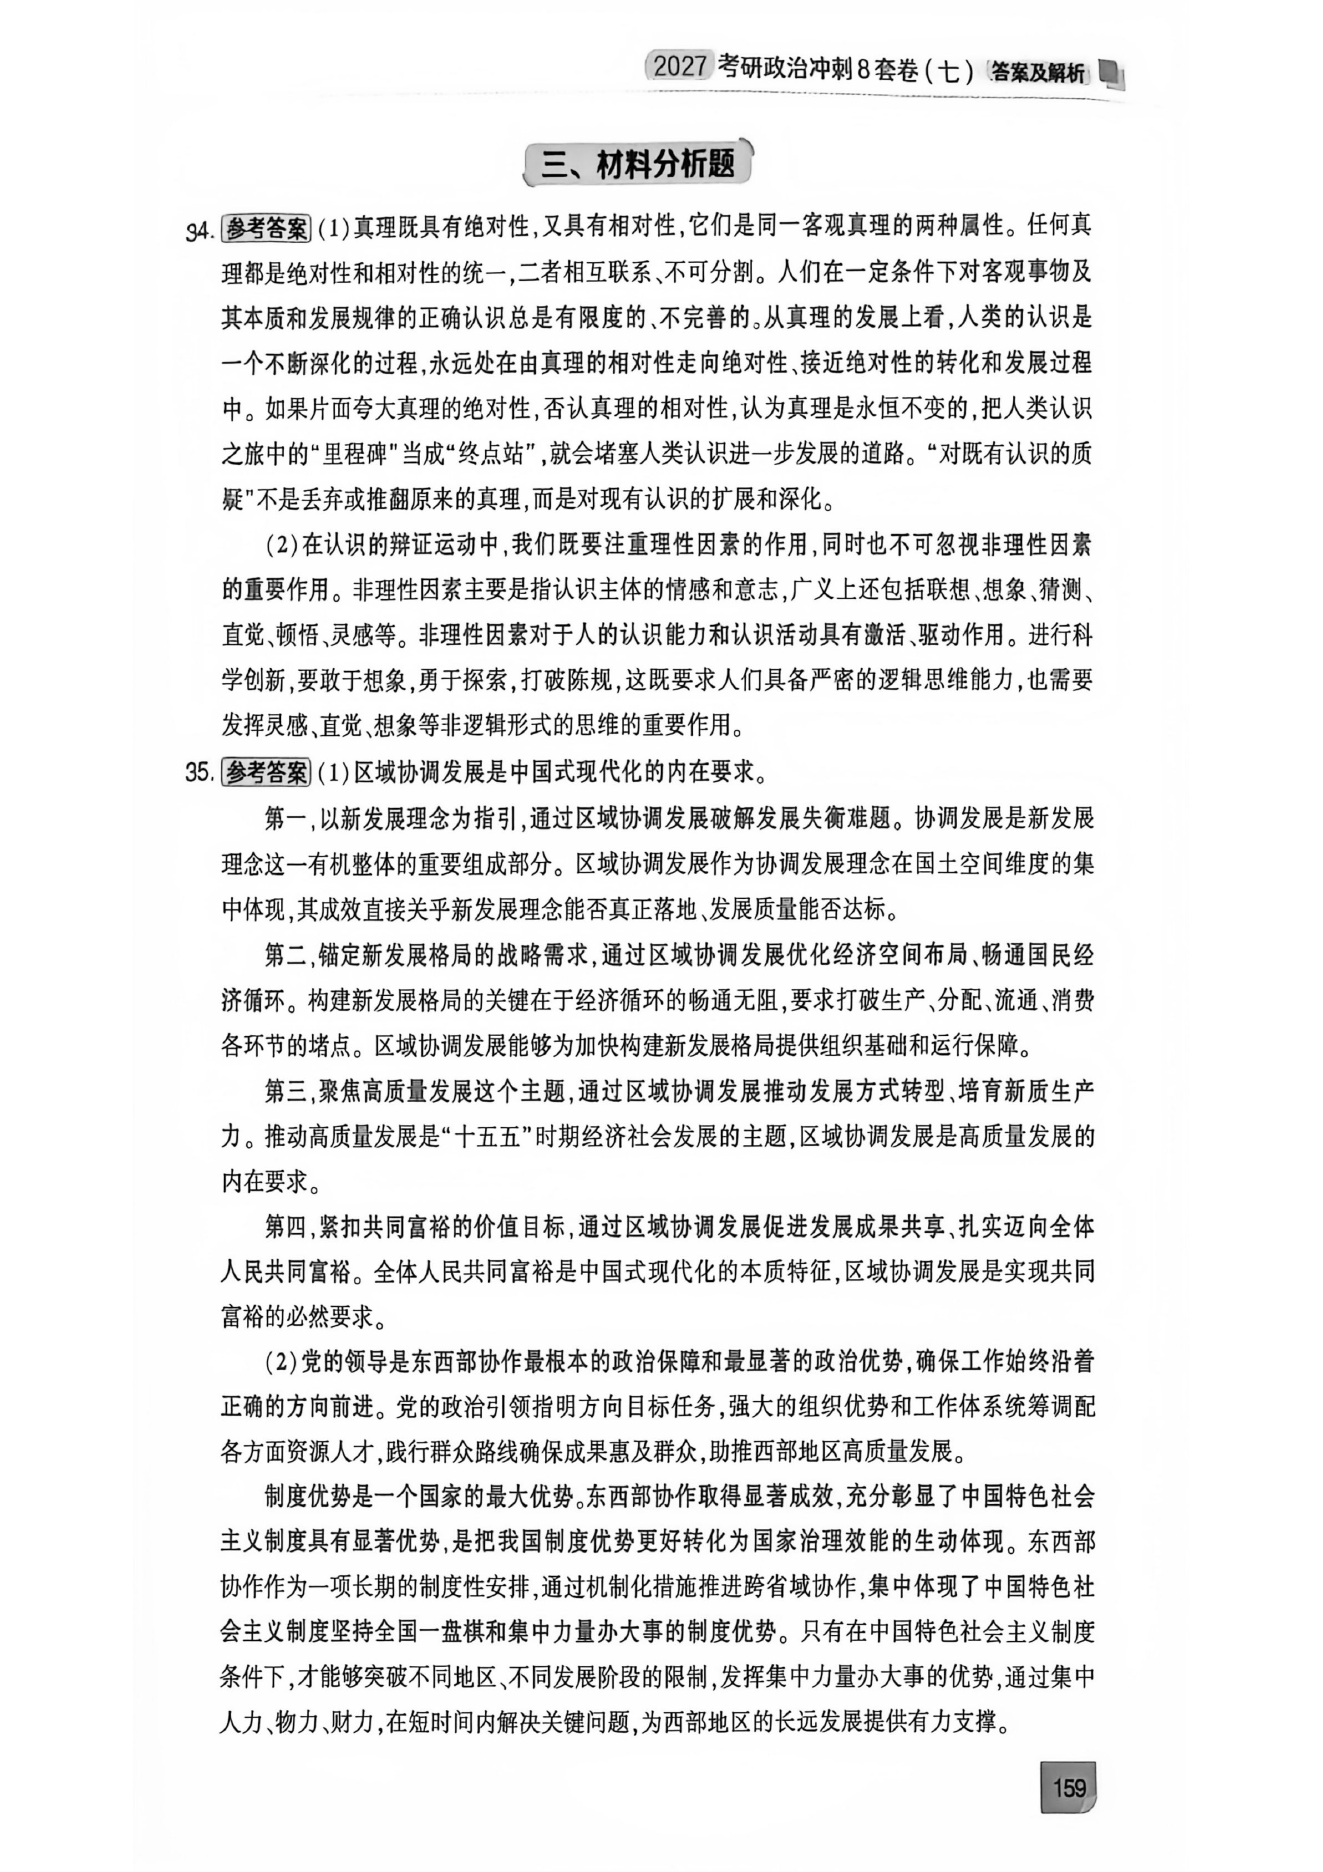 2027 考研政治冲刺8套卷(七) 答案及解析
三、材料分析题
34. 参考答案 (1)真理既具有绝对性,又具有相对性,它们是同一客观真理的两种属性。任何真
理都是绝对性和相对性的统一,二者相互联系、不可分割。人们在一定条件下对客观事物及
其本质和发展规律的正确认识总是有限度的、不完善的。从真理的发展上看,人类的认识是
一个不断深化的过程,永远处在由真理的相对性走向绝对性、接近绝对性的转化和发展过程
中。如果片面夸大真理的绝对性,否认真理的相对性,认为真理是永恒不变的,把人类认识
之旅中的“里程碑”当成“终点站”,就会堵塞人类认识进一步发展的道路。“对既有认识的质
疑”不是丢弃或推翻原来的真理,而是对现有认识的扩展和深化。
(2)在认识的辩证运动中,我们既要注重理性因素的作用,同时也不可忽视非理性因素
的重要作用。非理性因素主要是指认识主体的情感和意志,广义上还包括联想、想象、猜测、
直觉、顿悟、灵感等。非理性因素对于人的认识能力和认识活动具有激活、驱动作用。进行科
学创新,要敢于想象,勇于探索,打破陈规,这既要求人们具备严密的逻辑思维能力,也需要
发挥灵感、直觉、想象等非逻辑形式的思维的重要作用。
35. 参考答案 (1)区域协调发展是中国式现代化的内在要求。
第一,以新发展理念为指引,通过区域协调发展破解发展失衡难题。协调发展是新发展
理念这一有机整体的重要组成部分。区域协调发展作为协调发展理念在国土空间维度的集
中体现,其成效直接关乎新发展理念能否真正落地、发展质量能否达标。
第二,锚定新发展格局的战略需求,通过区域协调发展优化经济空间布局、畅通国民经
济循环。构建新发展格局的关键在于经济循环的畅通无阻,要求打破生产、分配、流通、消费
各环节的堵点。区域协调发展能够为加快构建新发展格局提供组织基础和运行保障。
第三,聚焦高质量发展这个主题,通过区域协调发展推动发展方式转型、培育新质生产
力。推动高质量发展是“十五五”时期经济社会发展的主题,区域协调发展是高质量发展的
内在要求。
第四,紧扣共同富裕的价值目标,通过区域协调发展促进发展成果共享、扎实迈向全体
人民共同富裕。全体人民共同富裕是中国式现代化的本质特征,区域协调发展是实现共同
富裕的必然要求。
(2)党的领导是东西部协作最根本的政治保障和最显著的政治优势,确保工作始终沿着
正确的方向前进。党的政治引领指明方向目标任务,强大的组织优势和工作体系统筹调配
各方面资源人才,践行群众路线确保成果惠及群众,助推西部地区高质量发展。
制度优势是一个国家的最大优势。东西部协作取得显著成效,充分彰显了中国特色社会
主义制度具有显著优势,是把我国制度优势更好转化为国家治理效能的生动体现。东西部
协作作为一项长期的制度性安排,通过机制化措施推进跨省域协作,集中体现了中国特色社
会主义制度坚持全国一盘棋和集中力量办大事的制度优势。只有在中国特色社会主义制度
条件下,才能够突破不同地区、不同发展阶段的限制,发挥集中力量办大事的优势,通过集中
人力、物力、财力,在短时间内解决关键问题,为西部地区的长远发展提供有力支撑。
159